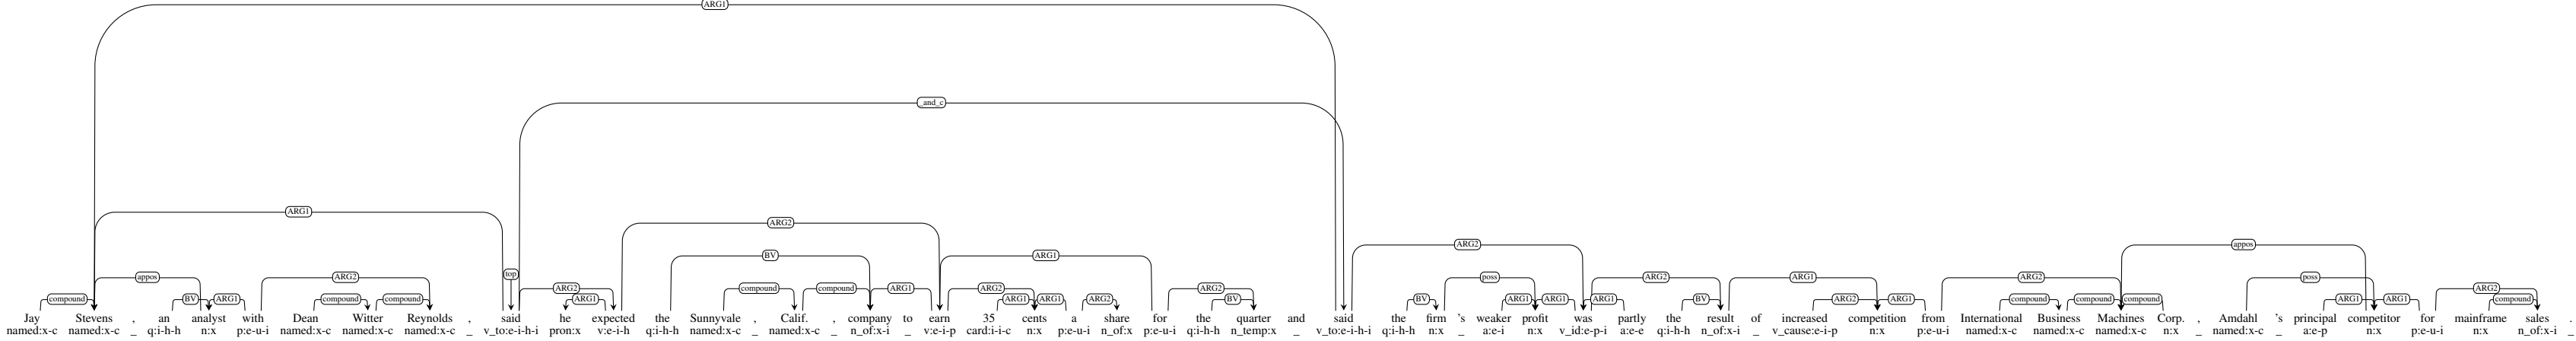 ARG1
_and_c
ARG1
ARG2
BV ARG1
top
ARG2 appos
appos ARG2 poss ARG2 ARG1 ARG2 poss
compound compound ARG1 ARG2 ARG2 ARG2 ARG2
compound BV ARG1 compound compound ARG1 ARG1 ARG1 ARG2 BV BV ARG1 ARG1 ARG1 BV ARG2 ARG1 compound compound compound ARG1 ARG1 compound
Jay Stevens , an analyst with Dean Witter Reynolds , said he expected the Sunnyvale , Calif. , company to earn 35 cents a share for the quarter and said the firm 's weaker profit was partly the result of increased competition from International Business Machines Corp. , Amdahl 's principal competitor for mainframe sales .
named:x-c named:x-c _ q:i-h-h n:x p:e-u-i named:x-c named:x-c named:x-c _ v_to:e-i-h-i pron:x v:e-i-h q:i-h-h named:x-c _ named:x-c _ n_of:x-i _ v:e-i-p card:i-i-c n:x p:e-u-i n_of:x p:e-u-i q:i-h-h n_temp:x _ v_to:e-i-h-i q:i-h-h n:x _ a:e-i n:x v_id:e-p-i a:e-e q:i-h-h n_of:x-i _ v_cause:e-i-p n:x p:e-u-i named:x-c named:x-c named:x-c n:x _ named:x-c _ a:e-p n:x p:e-u-i n:x n_of:x-i _